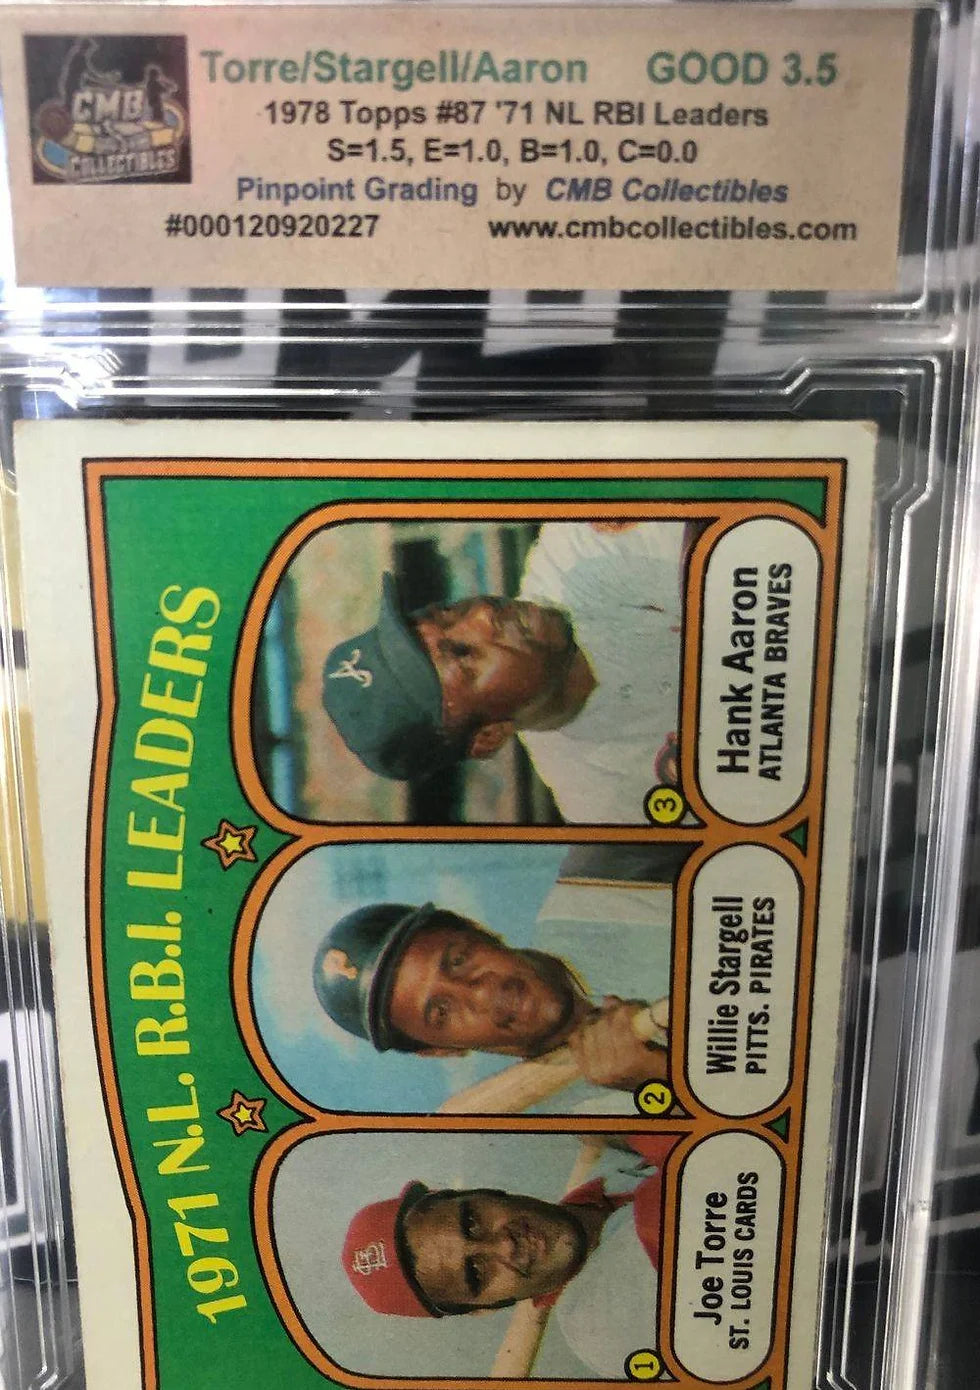 CMB
COLLECTIBLES
Torre/Stargell/Aaron GOOD 3.5
1978 Topps #87 '71 NL RBI Leaders
S=1.5, E=1.0, B=1.0, C=0.0
Pinpoint Grading by CMB Collectibles
#000120920227 www.cmbcollectibles.com
1971 N.L. R.B.I. LEADERS
1
Joe Torre
ST. LOUIS CARDS
2
Willie Stargell
PITTS. PIRATES
3
Hank Aaron
ATLANTA BRAVES
A
P
StL